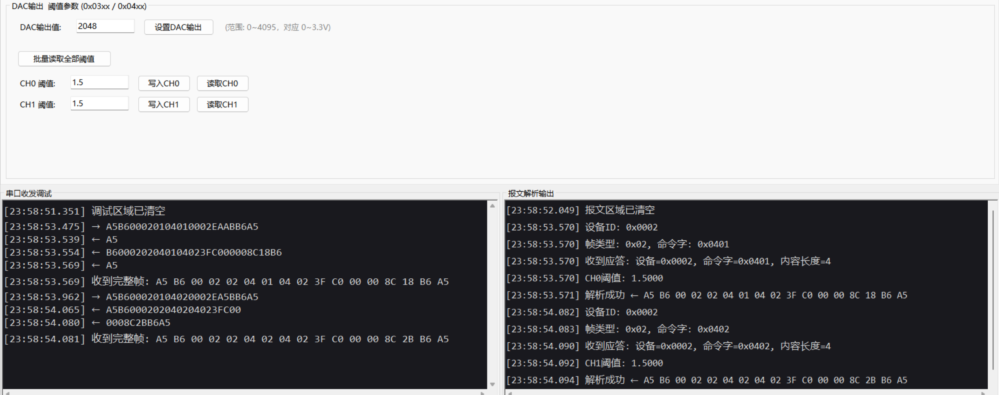 DAC输出  阈值参数 (0x03xx / 0x04xx)
DAC输出值: 2048 设置DAC输出 (范围: 0~4095，对应 0~3.3V)
批量读取全部阈值
CH0 阈值: 1.5 写入CH0 读取CH0
CH1 阈值: 1.5 写入CH1 读取CH1
串口收发调试
[23:58:51.351] 调试区域已清空
[23:58:53.475] → A5B600020104010002EAABB6A5
[23:58:53.539] ← A5
[23:58:53.554] ← B6000202040104023FC000008C18B6
[23:58:53.569] ← A5
[23:58:53.569] 收到完整帧: A5 B6 00 02 02 04 01 04 02 3F C0 00 00 8C 18 B6 A5
[23:58:53.962] → A5B600020104020002EA5BB6A5
[23:58:54.065] ← A5B6000202040204023FC00
[23:58:54.080] ← 0008C2BB6A5
[23:58:54.081] 收到完整帧: A5 B6 00 02 02 04 02 04 02 3F C0 00 00 8C 2B B6 A5
报文解析输出
[23:58:52.049] 报文区域已清空
[23:58:53.570] 设备ID: 0x0002
[23:58:53.570] 帧类型: 0x02, 命令字: 0x0401
[23:58:53.570] 收到应答: 设备=0x0002, 命令字=0x0401, 内容长度=4
[23:58:53.570] CH0阈值: 1.5000
[23:58:53.571] 解析成功 ← A5 B6 00 02 02 04 01 04 02 3F C0 00 00 8C 18 B6 A5
[23:58:54.082] 设备ID: 0x0002
[23:58:54.083] 帧类型: 0x02, 命令字: 0x0402
[23:58:54.090] 收到应答: 设备=0x0002, 命令字=0x0402, 内容长度=4
[23:58:54.092] CH1阈值: 1.5000
[23:58:54.094] 解析成功 ← A5 B6 00 02 02 04 02 04 02 3F C0 00 00 8C 2B B6 A5